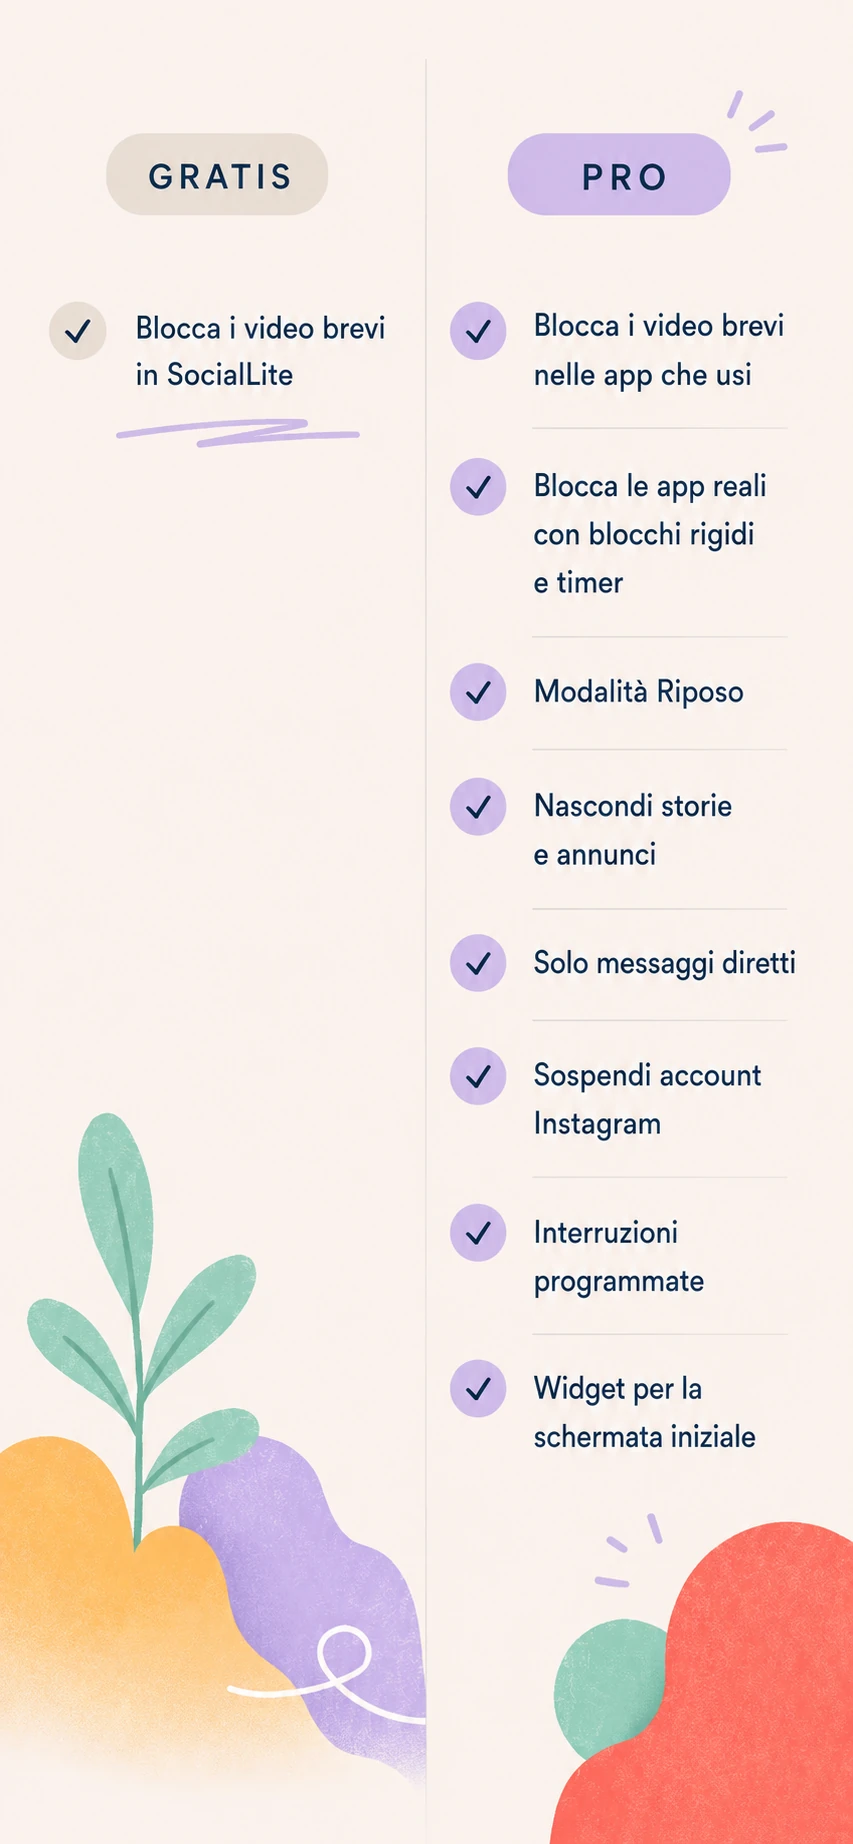 GRATIS
Blocca i video brevi
in SocialLite
PRO
Blocca i video brevi
nelle app che usi
Blocca le app reali
con blocchi rigidi
e timer
Modalità Riposo
Nascondi storie
e annunci
Solo messaggi diretti
Sospendi account
Instagram
Interruzioni
programmate
Widget per la
schermata iniziale